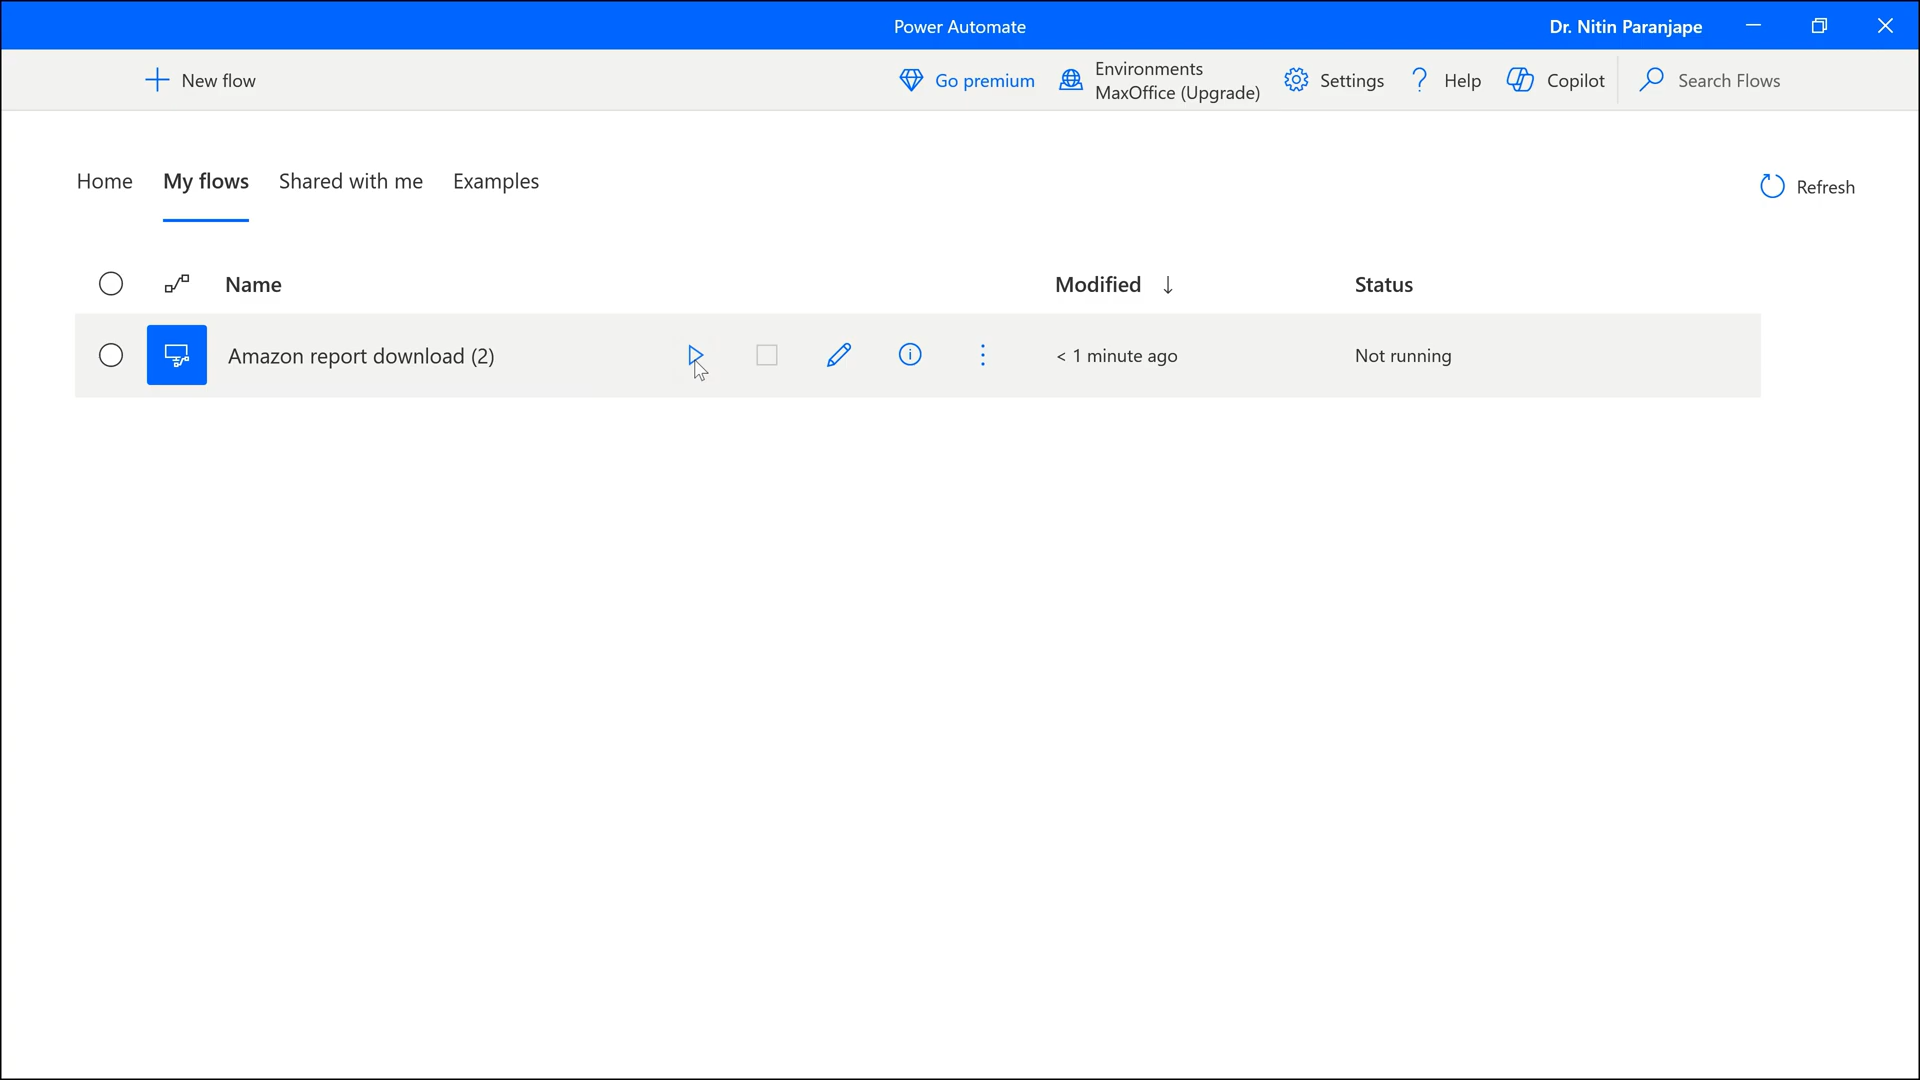 Power Automate
Dr. Nitin Paranjape
New flow
Go premium
Environments
MaxOffice (Upgrade)
Settings
? Help
Copilot
Search Flows
Home
My flows
Shared with me
Examples
Refresh
Name
Modified ↓
Status
Amazon report download (2)
< 1 minute ago
Not running